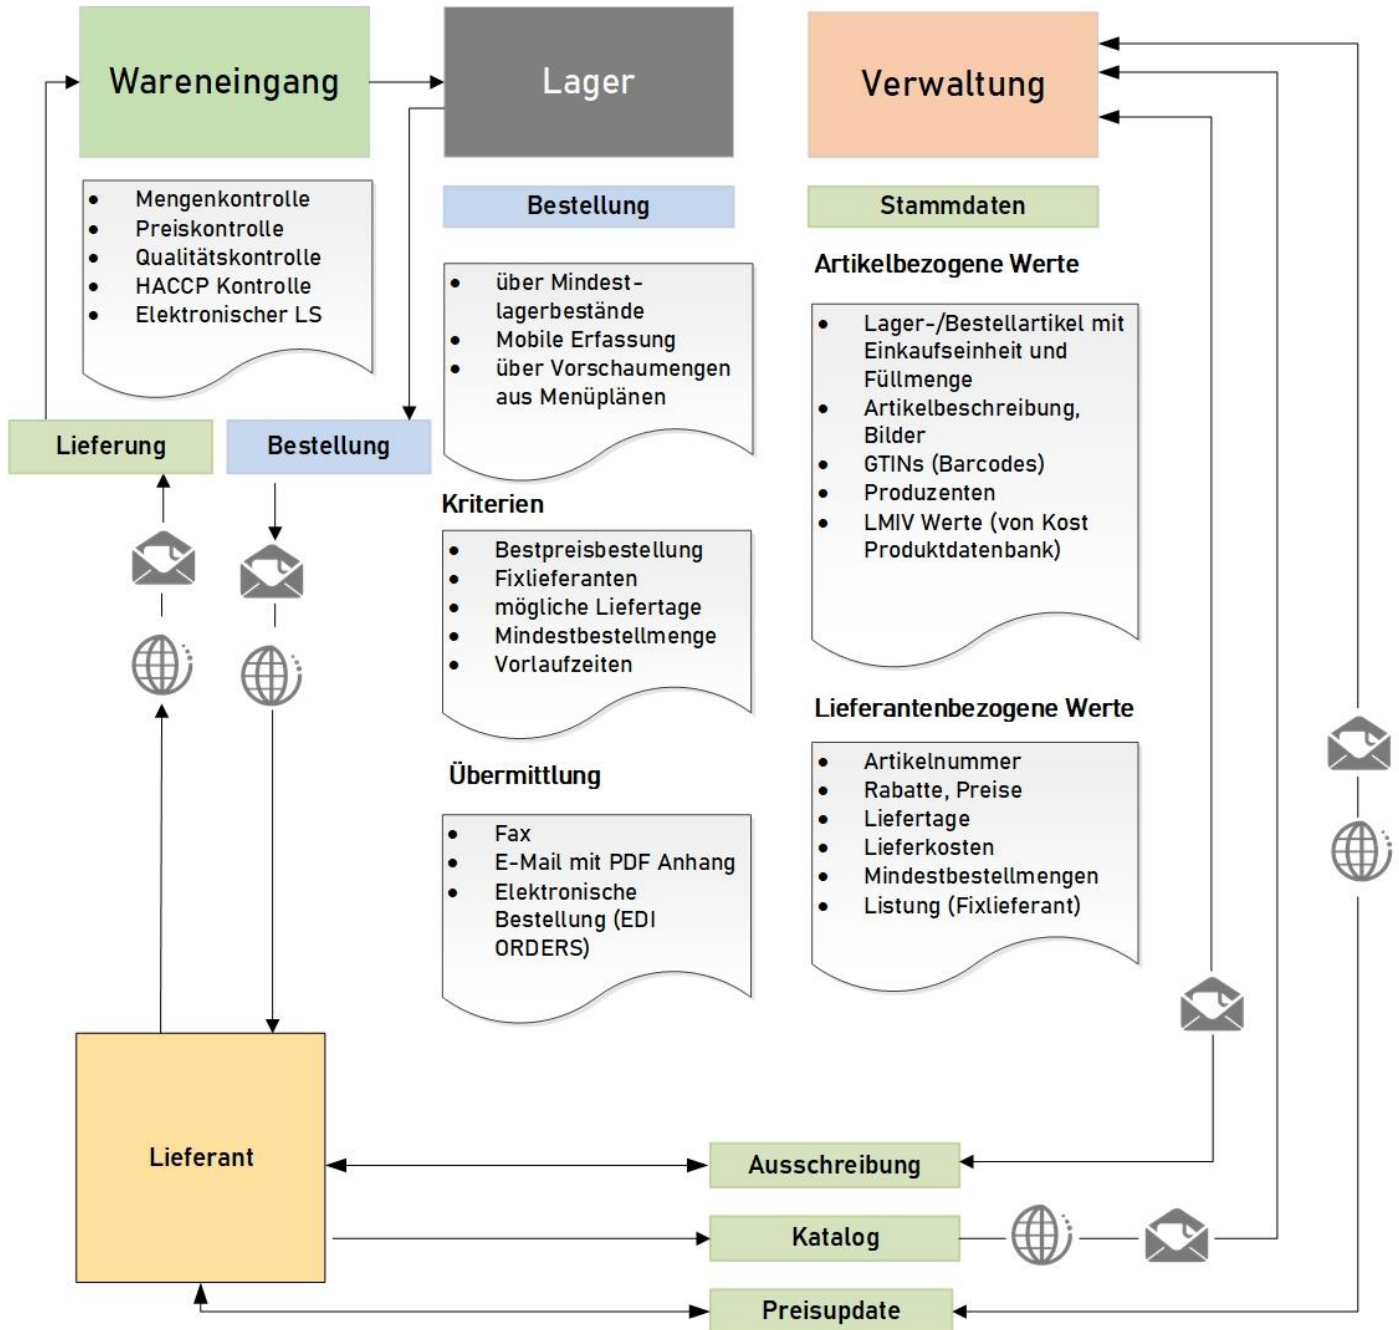 Wareneingang
Lager
Verwaltung
Mengenkontrolle
Preiskontrolle
Qualitätskontrolle
HACCP Kontrolle
Elektronischer LS
Lieferung
Bestellung
Bestellung
über Mindest-
lagerbestände
Mobile Erfassung
über Vorschaumengen
aus Menüplänen
Kriterien
Bestpreisbestellung
Fixlieferanten
mögliche Liefertage
Mindestbestellmenge
Vorlaufzeiten
Übermittlung
Fax
E-Mail mit PDF Anhang
Elektronische
Bestellung (EDI
ORDERS)
Stammdaten
Artikelbezogene Werte
Lager-/Bestellartikel mit
Einkaufseinheit und
Füllmenge
Artikelbeschreibung,
Bilder
GTINs (Barcodes)
Produzenten
LMIV Werte (von Kost
Produktdatenbank)
Lieferantenbezogene Werte
Artikelnummer
Rabatte, Preise
Liefertage
Lieferkosten
Mindestbestellmengen
Listung (Fixlieferant)
Lieferant
Ausschreibung
Katalog
Preisupdate